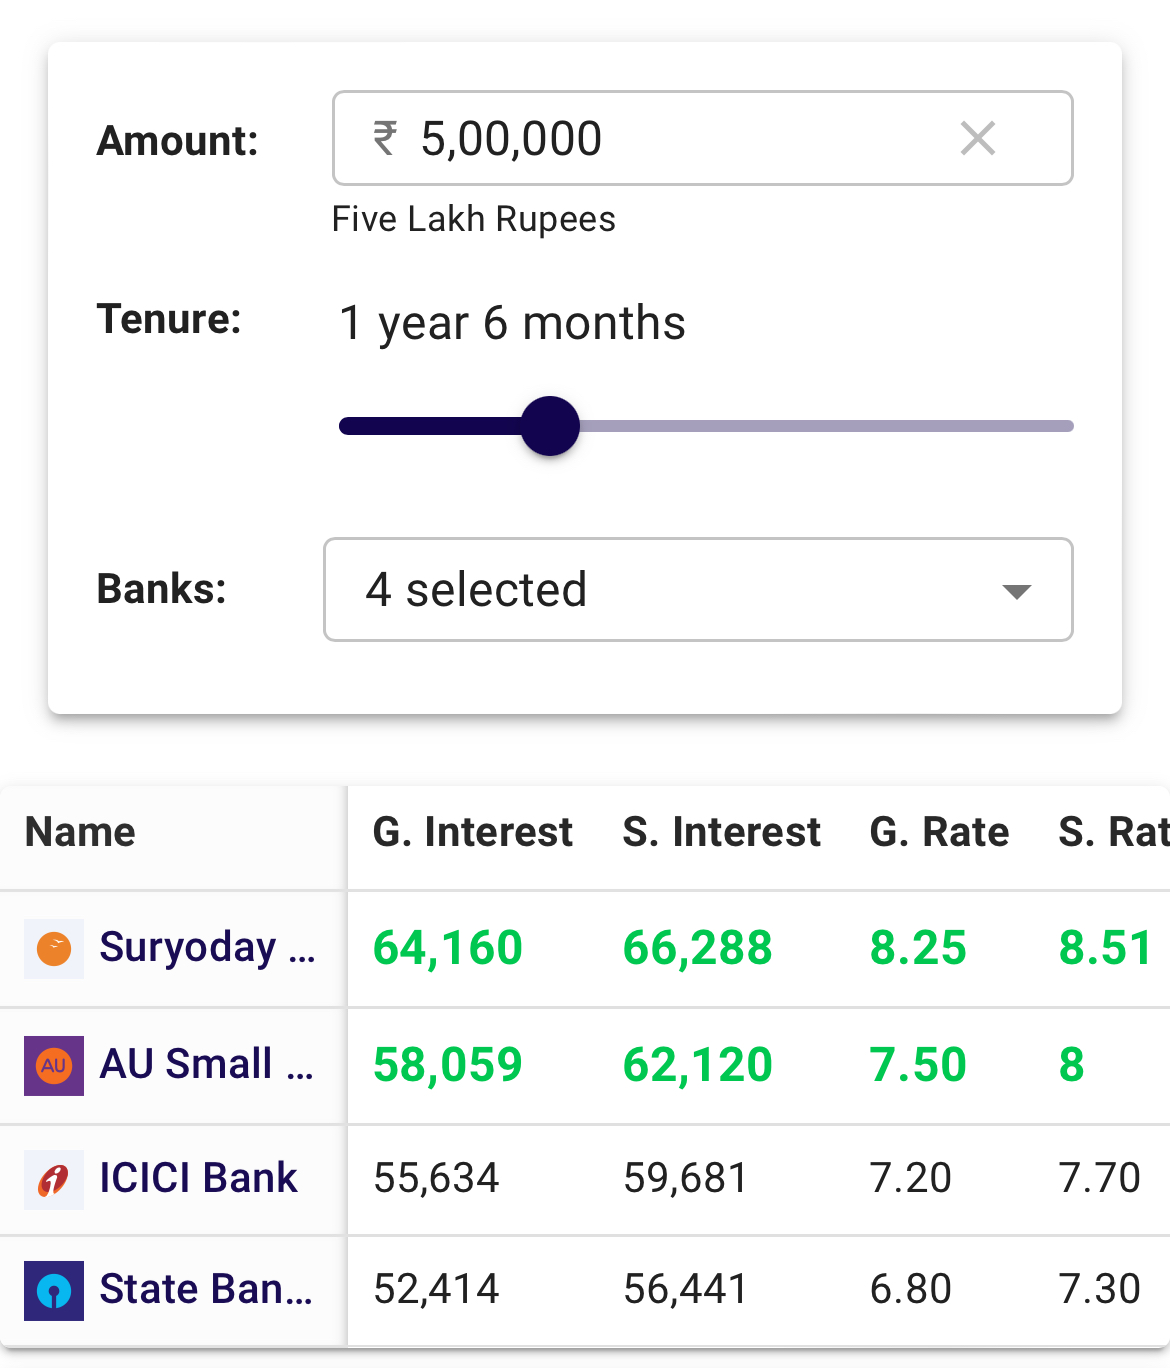 Amount: ₹ 5,00,000
Five Lakh Rupees
Tenure: 1 year 6 months
Banks: 4 selected
Name G. Interest S. Interest G. Rate S. Rat
Suryoday ... 64,160 66,288 8.25 8.51
AU AU Small ... 58,059 62,120 7.50 8
ICICI Bank 55,634 59,681 7.20 7.70
State Ban... 52,414 56,441 6.80 7.30